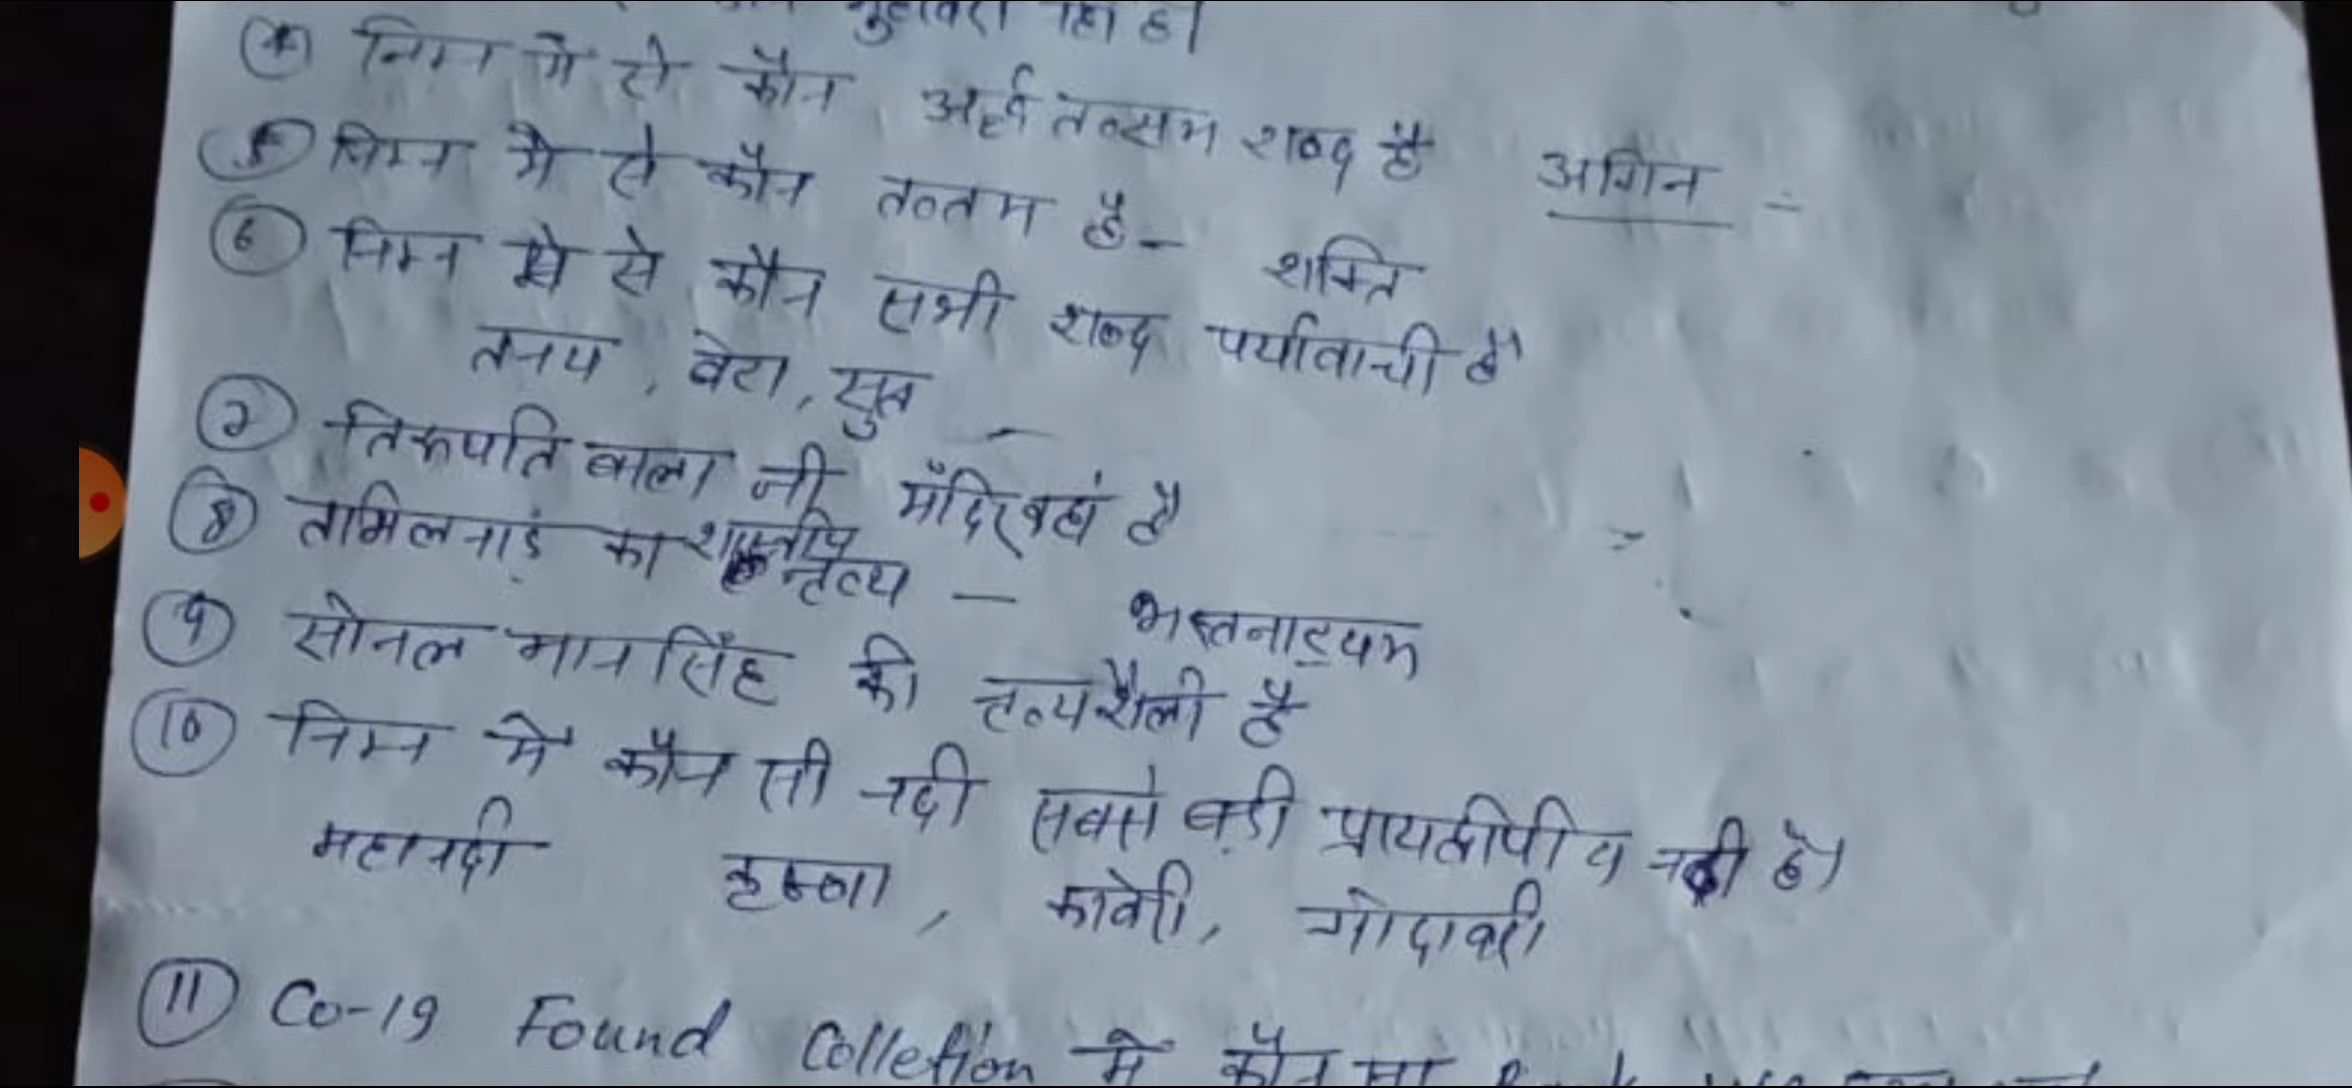 मुहावरा नहीं है।
④ निम्न में से कौन अर्द्ध तत्सम शब्द है अगिन -
⑤ निम्न में से कौन तत्सम है - शक्ति
⑥ निम्न में से कौन सभी शब्द पर्यावाची है
तनय, बेटा, सुत
⑦ तिरूपति बाला जी मंदिर कहां है
⑧ तामिलनाडु का शास्त्रीय नृत्य - भरतनाट्यम
⑨ सोनल मानसिंह की नृत्यशैली है
⑩ निम्न में कौन सी नदी सबसे बड़ी प्रायद्वीपीय नदी है।
महानदी कृष्णा, कावेरी, गोदावरी
⑪ Co-19 Found Collection में कौन सा